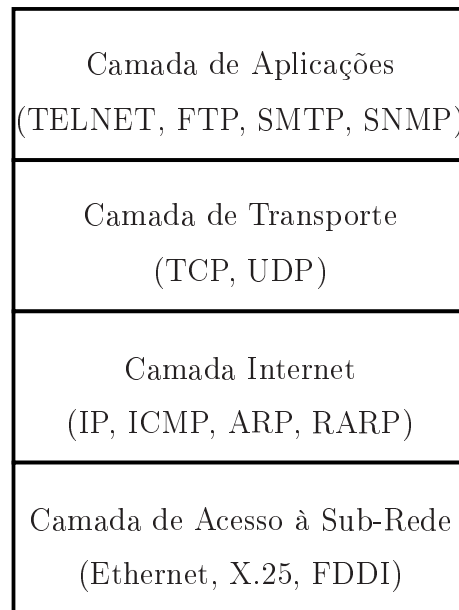 Camada de Aplicações
(TELNET, FTP, SMTP, SNMP)
Camada de Transporte
(TCP, UDP)
Camada Internet
(IP, ICMP, ARP, RARP)
Camada de Acesso à Sub-Rede
(Ethernet, X.25, FDDI)